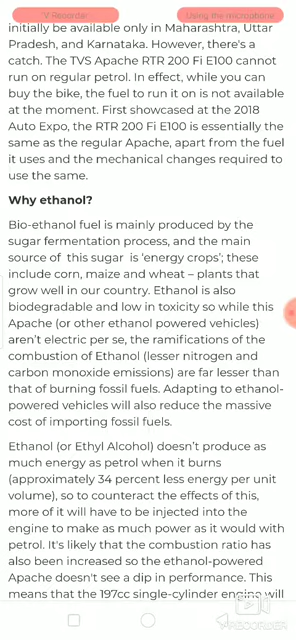 V Recorder
Using the microphone
initially be available only in Maharashtra, Uttar
Pradesh, and Karnataka. However, there's a
catch. The TVS Apache RTR 200 Fi E100 cannot
run on regular petrol. In effect, while you can
buy the bike, the fuel to run it on is not available
at the moment. First showcased at the 2018
Auto Expo, the RTR 200 Fi E100 is essentially the
same as the regular Apache, apart from the fuel
it uses and the mechanical changes required to
use the same.
Why ethanol?
Bio-ethanol fuel is mainly produced by the
sugar fermentation process, and the main
source of this sugar is ‘energy crops’; these
include corn, maize and wheat – plants that
grow well in our country. Ethanol is also
biodegradable and low in toxicity so while this
Apache (or other ethanol powered vehicles)
aren’t electric per se, the ramifications of the
combustion of Ethanol (lesser nitrogen and
carbon monoxide emissions) are far lesser than
that of burning fossil fuels. Adapting to ethanol-
powered vehicles will also reduce the massive
cost of importing fossil fuels.
Ethanol (or Ethyl Alcohol) doesn’t produce as
much energy as petrol when it burns
(approximately 34 percent less energy per unit
volume), so to counteract the effects of this,
more of it will have to be injected into the
engine to make as much power as it would with
petrol. It's likely that the combustion ratio has
also been increased so the ethanol-powered
Apache doesn't see a dip in performance. This
means that the 197cc single-cylinder engine will
RECORDER